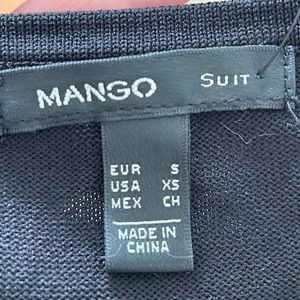 MANGO SUIT
EUR S
USA XS
MEX CH
MADE IN
CHINA